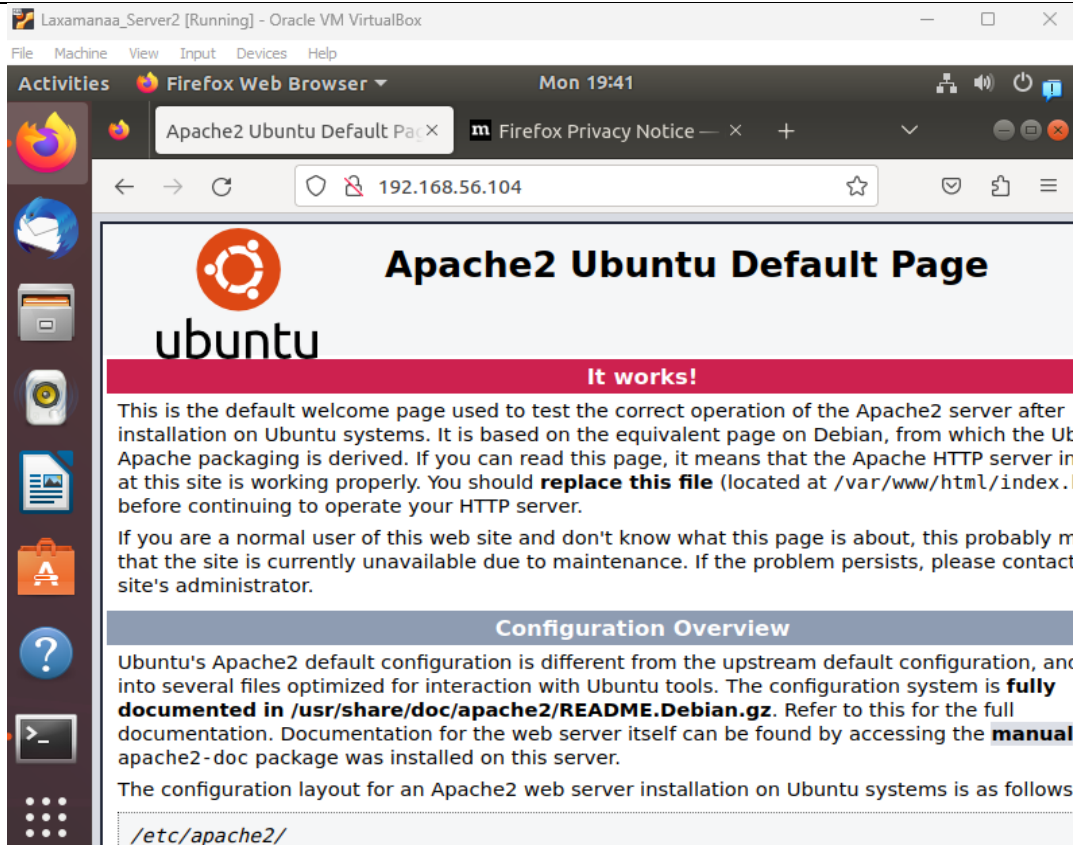 Laxamanaa_Server2 [Running] - Oracle VM VirtualBox
File Machine View Input Devices Help
Activities Firefox Web Browser Mon 19:41
Apache2 Ubuntu Default Pag × m Firefox Privacy Notice — × +
192.168.56.104
ubuntu
Apache2 Ubuntu Default Page
It works!
This is the default welcome page used to test the correct operation of the Apache2 server after
installation on Ubuntu systems. It is based on the equivalent page on Debian, from which the Ub
Apache packaging is derived. If you can read this page, it means that the Apache HTTP server in
at this site is working properly. You should replace this file (located at /var/www/html/index.
before continuing to operate your HTTP server.
If you are a normal user of this web site and don't know what this page is about, this probably m
that the site is currently unavailable due to maintenance. If the problem persists, please contact
site's administrator.
Configuration Overview
Ubuntu's Apache2 default configuration is different from the upstream default configuration, and
into several files optimized for interaction with Ubuntu tools. The configuration system is fully
documented in /usr/share/doc/apache2/README.Debian.gz. Refer to this for the full
documentation. Documentation for the web server itself can be found by accessing the manual
apache2-doc package was installed on this server.
The configuration layout for an Apache2 web server installation on Ubuntu systems is as follows
/etc/apache2/